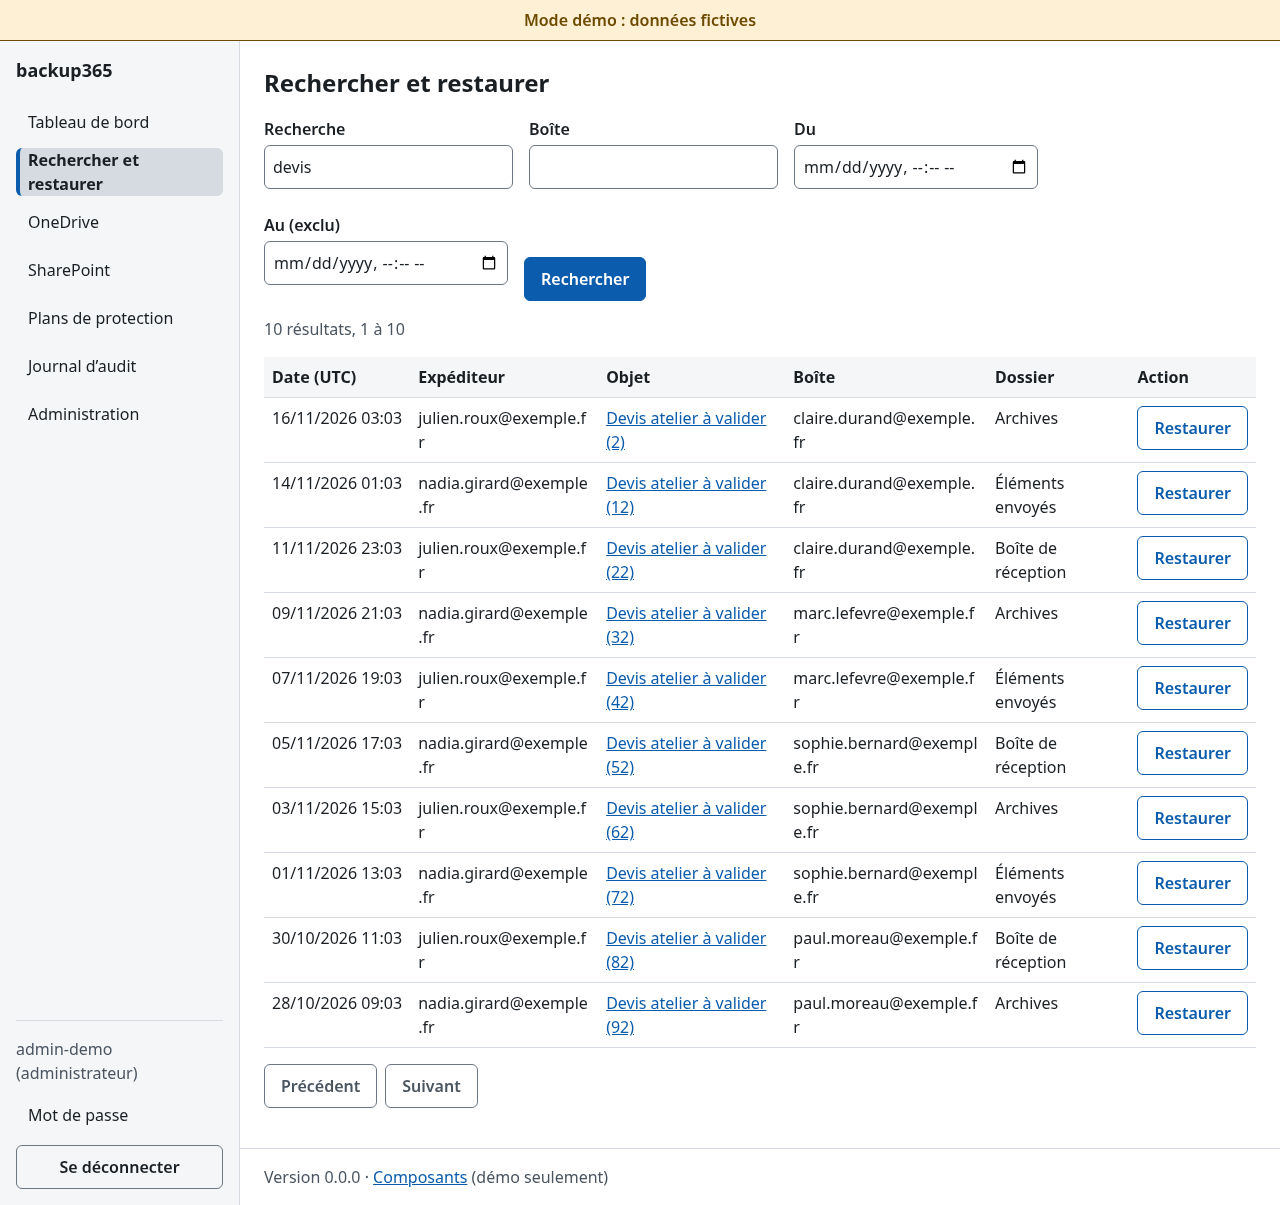 Mode démo : données fictives
backup365
Tableau de bord
Rechercher et
restaurer
OneDrive
SharePoint
Plans de protection
Journal d’audit
Administration
admin-demo
(administrateur)
Mot de passe
Se déconnecter
Rechercher et restaurer
Recherche
Boîte
Du
devis
mm/dd/yyyy, --:-- --
Au (exclu)
mm/dd/yyyy, --:-- --
Rechercher
10 résultats, 1 à 10
Date (UTC) Expéditeur Objet Boîte Dossier Action
16/11/2026 03:03 julien.roux@exemple.f Devis atelier à valider claire.durand@exemple. Archives Restaurer
r (2) fr
14/11/2026 01:03 nadia.girard@exemple Devis atelier à valider claire.durand@exemple. Éléments Restaurer
.fr (12) fr envoyés
11/11/2026 23:03 julien.roux@exemple.f Devis atelier à valider claire.durand@exemple. Boîte de Restaurer
r (22) fr réception
09/11/2026 21:03 nadia.girard@exemple Devis atelier à valider marc.lefevre@exemple.f Archives Restaurer
.fr (32) r
07/11/2026 19:03 julien.roux@exemple.f Devis atelier à valider marc.lefevre@exemple.f Éléments Restaurer
r (42) r envoyés
05/11/2026 17:03 nadia.girard@exemple Devis atelier à valider sophie.bernard@exempl Boîte de Restaurer
.fr (52) e.fr réception
03/11/2026 15:03 julien.roux@exemple.f Devis atelier à valider sophie.bernard@exempl Archives Restaurer
r (62) e.fr
01/11/2026 13:03 nadia.girard@exemple Devis atelier à valider sophie.bernard@exempl Éléments Restaurer
.fr (72) e.fr envoyés
30/10/2026 11:03 julien.roux@exemple.f Devis atelier à valider paul.moreau@exemple.f Boîte de Restaurer
r (82) r réception
28/10/2026 09:03 nadia.girard@exemple Devis atelier à valider paul.moreau@exemple.f Archives Restaurer
.fr (92) r
Précédent Suivant
Version 0.0.0 · Composants (démo seulement)